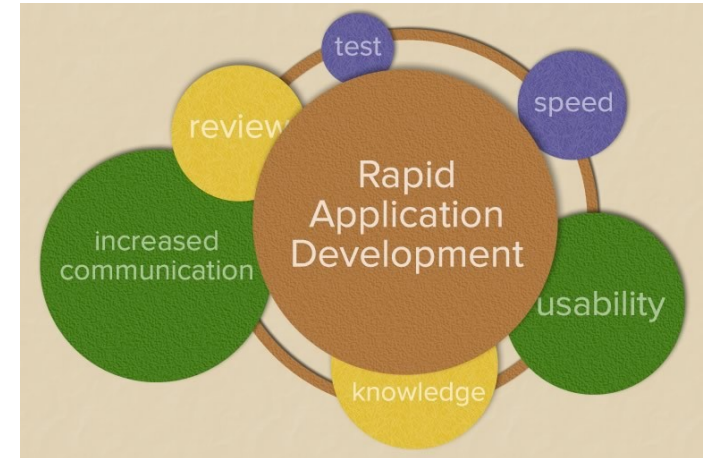 test
speed
review
Rapid
Application
Development
increased
communication
usability
knowledge